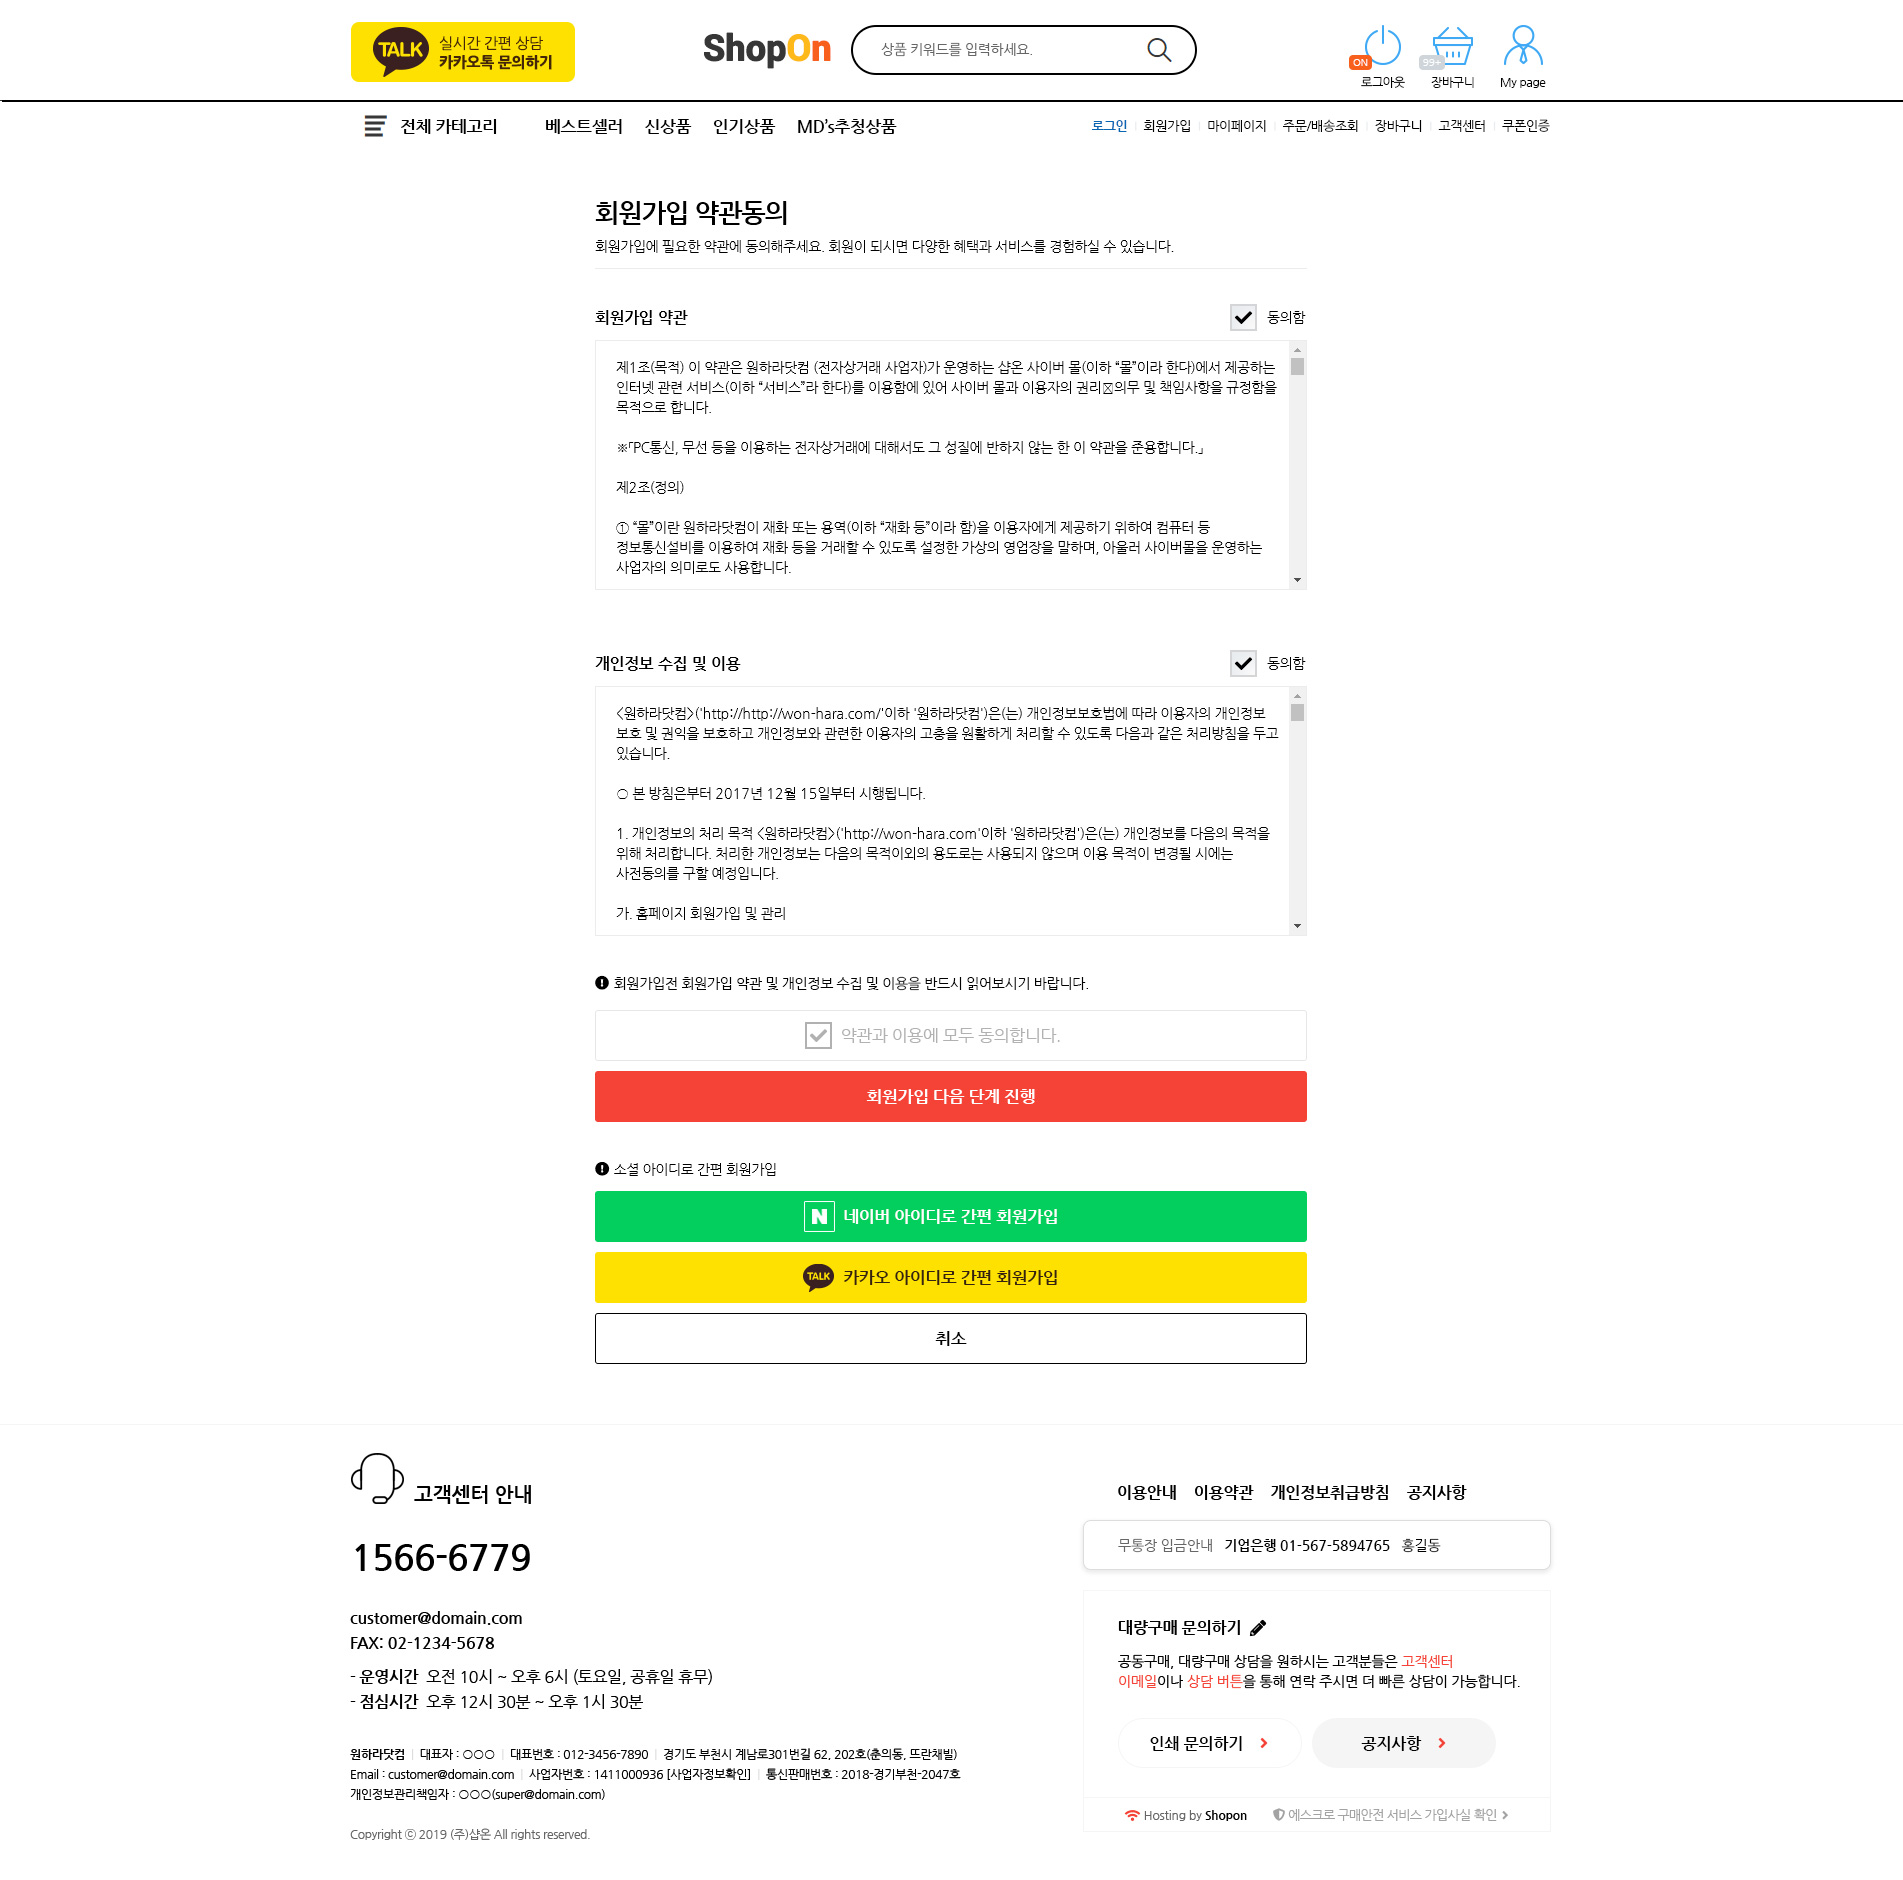 TALK 실시간 간편 상담
카카오톡 문의하기
ShopOn
상품 키워드를 입력하세요.
ON 로그아웃
99+ 장바구니
My page
전체 카테고리 베스트셀러 신상품 인기상품 MD’s추청상품
로그인 회원가입 마이페이지 주문/배송조회 장바구니 고객센터 쿠폰인증
회원가입 약관동의
회원가입에 필요한 약관에 동의해주세요. 회원이 되시면 다양한 혜택과 서비스를 경험하실 수 있습니다.
회원가입 약관 동의함
제1조(목적) 이 약관은 원하라닷컴 (전자상거래 사업자)가 운영하는 샵온 사이버 몰(이하 “몰”이라 한다)에서 제공하는
인터넷 관련 서비스(이하 “서비스”라 한다)를 이용함에 있어 사이버 몰과 이용자의 권리의무 및 책임사항을 규정함을
목적으로 합니다.
※「PC통신, 무선 등을 이용하는 전자상거래에 대해서도 그 성질에 반하지 않는 한 이 약관을 준용합니다.」
제2조(정의)
① “몰”이란 원하라닷컴이 재화 또는 용역(이하 “재화 등”이라 함)을 이용자에게 제공하기 위하여 컴퓨터 등
정보통신설비를 이용하여 재화 등을 거래할 수 있도록 설정한 가상의 영업장을 말하며, 아울러 사이버몰을 운영하는
사업자의 의미로도 사용합니다.
개인정보 수집 및 이용 동의함
<원하라닷컴>('http://http://won-hara.com/'이하 '원하라닷컴')은(는) 개인정보보호법에 따라 이용자의 개인정보
보호 및 권익을 보호하고 개인정보와 관련한 이용자의 고충을 원활하게 처리할 수 있도록 다음과 같은 처리방침을 두고
있습니다.
○ 본 방침은부터 2017년 12월 15일부터 시행됩니다.
1. 개인정보의 처리 목적 <원하라닷컴>('http://won-hara.com'이하 '원하라닷컴')은(는) 개인정보를 다음의 목적을
위해 처리합니다. 처리한 개인정보는 다음의 목적이외의 용도로는 사용되지 않으며 이용 목적이 변경될 시에는
사전동의를 구할 예정입니다.
가. 홈페이지 회원가입 및 관리
회원가입전 회원가입 약관 및 개인정보 수집 및 이용을 반드시 읽어보시기 바랍니다.
약관과 이용에 모두 동의합니다.
회원가입 다음 단계 진행
소셜 아이디로 간편 회원가입
N 네이버 아이디로 간편 회원가입
TALK 카카오 아이디로 간편 회원가입
취소
고객센터 안내
1566-6779
customer@domain.com
FAX: 02-1234-5678
- 운영시간 오전 10시 ~ 오후 6시 (토요일, 공휴일 휴무)
- 점심시간 오후 12시 30분 ~ 오후 1시 30분
원하라닷컴 | 대표자 : ○○○ | 대표번호 : 012-3456-7890 | 경기도 부천시 계남로301번길 62, 202호(춘의동, 뜨란채빌)
Email : customer@domain.com | 사업자번호 : 1411000936 [사업자정보확인] | 통신판매번호 : 2018-경기부천-2047호
개인정보관리책임자 : ○○○(super@domain.com)
Copyright ⓒ 2019 (주)샵온 All rights reserved.
이용안내 이용약관 개인정보취급방침 공지사항
무통장 입금안내 기업은행 01-567-5894765 홍길동
대량구매 문의하기
공동구매, 대량구매 상담을 원하시는 고객분들은 고객센터
이메일이나 상담 버튼을 통해 연락 주시면 더 빠른 상담이 가능합니다.
인쇄 문의하기 공지사항
Hosting by Shopon 에스크로 구매안전 서비스 가입사실 확인